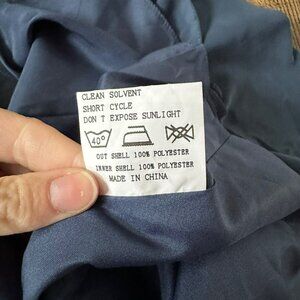 CLEAN SOLVENT
SHORT CYCLE
DON T EXPOSE SUNLIGHT
40°
OUT SHELL 100% POLYESTER
INNER SHELL 100% POLYESTER
MADE IN CHINA